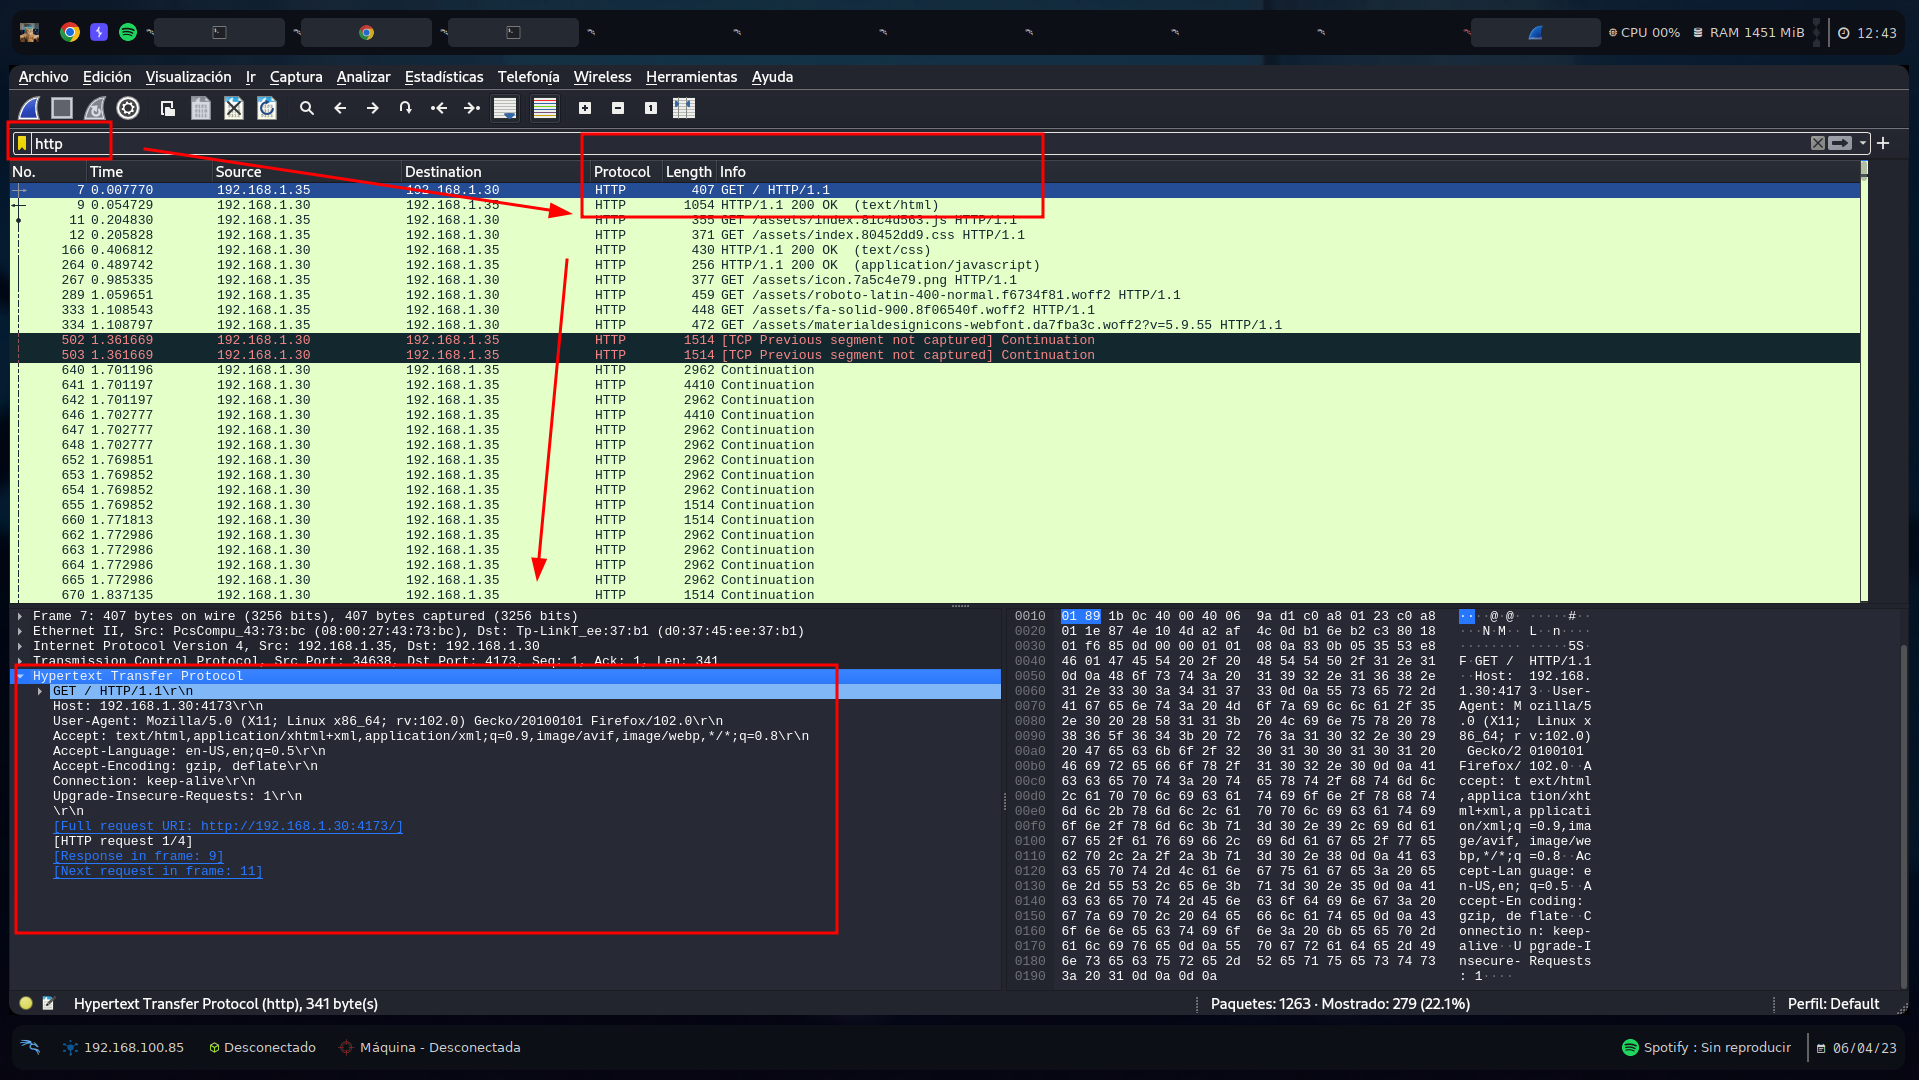 CPU 00% RAM 1451 MiB 12:43
Archivo Edición Visualización Ir Captura Analizar Estadísticas Telefonía Wireless Herramientas Ayuda
http
No. Time Source Destination Protocol Length Info
7 0.007770 192.168.1.35 192.168.1.30 HTTP 407 GET / HTTP/1.1
9 0.054729 192.168.1.30 192.168.1.35 HTTP 1054 HTTP/1.1 200 OK (text/html)
11 0.204830 192.168.1.35 192.168.1.30 HTTP 355 GET /assets/index.81c4d563.js HTTP/1.1
12 0.205828 192.168.1.35 192.168.1.30 HTTP 371 GET /assets/index.80452dd9.css HTTP/1.1
166 0.406812 192.168.1.30 192.168.1.35 HTTP 430 HTTP/1.1 200 OK (text/css)
264 0.489742 192.168.1.30 192.168.1.35 HTTP 256 HTTP/1.1 200 OK (application/javascript)
267 0.985335 192.168.1.35 192.168.1.30 HTTP 377 GET /assets/icon.7a5c4e79.png HTTP/1.1
289 1.059651 192.168.1.35 192.168.1.30 HTTP 459 GET /assets/roboto-latin-400-normal.f6734f81.woff2 HTTP/1.1
333 1.108543 192.168.1.35 192.168.1.30 HTTP 448 GET /assets/fa-solid-900.8f06540f.woff2 HTTP/1.1
334 1.108797 192.168.1.35 192.168.1.30 HTTP 472 GET /assets/materialdesignicons-webfont.da7fba3c.woff2?v=5.9.55 HTTP/1.1
502 1.361669 192.168.1.30 192.168.1.35 HTTP 1514 [TCP Previous segment not captured] Continuation
503 1.361669 192.168.1.30 192.168.1.35 HTTP 1514 [TCP Previous segment not captured] Continuation
640 1.701196 192.168.1.30 192.168.1.35 HTTP 2962 Continuation
641 1.701197 192.168.1.30 192.168.1.35 HTTP 4410 Continuation
642 1.701197 192.168.1.30 192.168.1.35 HTTP 2962 Continuation
646 1.702777 192.168.1.30 192.168.1.35 HTTP 4410 Continuation
647 1.702777 192.168.1.30 192.168.1.35 HTTP 2962 Continuation
648 1.702777 192.168.1.30 192.168.1.35 HTTP 2962 Continuation
652 1.769851 192.168.1.30 192.168.1.35 HTTP 2962 Continuation
653 1.769852 192.168.1.30 192.168.1.35 HTTP 2962 Continuation
654 1.769852 192.168.1.30 192.168.1.35 HTTP 2962 Continuation
655 1.769852 192.168.1.30 192.168.1.35 HTTP 1514 Continuation
660 1.771813 192.168.1.30 192.168.1.35 HTTP 1514 Continuation
662 1.772986 192.168.1.30 192.168.1.35 HTTP 2962 Continuation
663 1.772986 192.168.1.30 192.168.1.35 HTTP 2962 Continuation
664 1.772986 192.168.1.30 192.168.1.35 HTTP 2962 Continuation
665 1.772986 192.168.1.30 192.168.1.35 HTTP 2962 Continuation
670 1.837135 192.168.1.30 192.168.1.35 HTTP 1514 Continuation
Frame 7: 407 bytes on wire (3256 bits), 407 bytes captured (3256 bits)
Ethernet II, Src: PcsCompu_43:73:bc (08:00:27:43:73:bc), Dst: Tp-LinkT_ee:37:b1 (d0:37:45:ee:37:b1)
Internet Protocol Version 4, Src: 192.168.1.35, Dst: 192.168.1.30
Transmission Control Protocol, Src Port: 34638, Dst Port: 4173, Seq: 1, Ack: 1, Len: 341
Hypertext Transfer Protocol
GET / HTTP/1.1\r\n
Host: 192.168.1.30:4173\r\n
User-Agent: Mozilla/5.0 (X11; Linux x86_64; rv:102.0) Gecko/20100101 Firefox/102.0\r\n
Accept: text/html,application/xhtml+xml,application/xml;q=0.9,image/avif,image/webp,*/*;q=0.8\r\n
Accept-Language: en-US,en;q=0.5\r\n
Accept-Encoding: gzip, deflate\r\n
Connection: keep-alive\r\n
Upgrade-Insecure-Requests: 1\r\n
\r\n
[Full request URI: http://192.168.1.30:4173/]
[HTTP request 1/4]
[Response in frame: 9]
[Next request in frame: 11]
0010 01 89 1b 0c 40 00 40 06 9a d1 c0 a8 01 23 c0 a8 ····@·@· ·····#··
0020 01 1e 87 4e 10 4d a2 af 4c 0d b1 6e b2 c3 80 18 ···N·M·· L··n····
0030 01 f6 85 0d 00 00 01 01 08 0a 83 0b 05 35 53 e8 ········ ·····5S·
0040 46 01 47 45 54 20 2f 20 48 54 54 50 2f 31 2e 31 F·GET / HTTP/1.1
0050 0d 0a 48 6f 73 74 3a 20 31 39 32 2e 31 36 38 2e ··Host: 192.168.
0060 31 2e 33 30 3a 34 31 37 33 0d 0a 55 73 65 72 2d 1.30:417 3··User-
0070 41 67 65 6e 74 3a 20 4d 6f 7a 69 6c 6c 61 2f 35 Agent: M ozilla/5
0080 2e 30 20 28 58 31 31 3b 20 4c 69 6e 75 78 20 78 .0 (X11; Linux x
0090 38 36 5f 36 34 3b 20 72 76 3a 31 30 32 2e 30 29 86_64; r v:102.0)
00a0 20 47 65 63 6b 6f 2f 32 30 31 30 30 31 30 31 20 Gecko/2 0100101
00b0 46 69 72 65 66 6f 78 2f 31 30 32 2e 30 0d 0a 41 Firefox/ 102.0··A
00c0 63 63 65 70 74 3a 20 74 65 78 74 2f 68 74 6d 6c ccept: t ext/html
00d0 2c 61 70 70 6c 69 63 61 74 69 6f 6e 2f 78 68 74 ,applica tion/xht
00e0 6d 6c 2b 78 6d 6c 2c 61 70 70 6c 69 63 61 74 69 ml+xml,a pplicati
00f0 6f 6e 2f 78 6d 6c 3b 71 3d 30 2e 39 2c 69 6d 61 on/xml;q =0.9,ima
0100 67 65 2f 61 76 69 66 2c 69 6d 61 67 65 2f 77 65 ge/avif, image/we
0110 62 70 2c 2a 2f 2a 3b 71 3d 30 2e 38 0d 0a 41 63 bp,*/*;q =0.8··Ac
0120 63 65 70 74 2d 4c 61 6e 67 75 61 67 65 3a 20 65 cept-Lan guage: e
0130 6e 2d 55 53 2c 65 6e 3b 71 3d 30 2e 35 0d 0a 41 n-US,en; q=0.5··A
0140 63 63 65 70 74 2d 45 6e 63 6f 64 69 6e 67 3a 20 ccept-En coding:
0150 67 7a 69 70 2c 20 64 65 66 6c 61 74 65 0d 0a 43 gzip, de flate··C
0160 6f 6e 6e 65 63 74 69 6f 6e 3a 20 6b 65 65 70 2d onnectio n: keep-
0170 61 6c 69 76 65 0d 0a 55 70 67 72 61 64 65 2d 49 alive··U pgrade-I
0180 6e 73 65 63 75 72 65 2d 52 65 71 75 65 73 74 73 nsecure- Requests
0190 3a 20 31 0d 0a 0d 0a : 1····
Hypertext Transfer Protocol (http), 341 byte(s) Paquetes: 1263 · Mostrado: 279 (22.1%) Perfil: Default
192.168.100.85 Desconectado Máquina - Desconectada Spotify : Sin reproducir 06/04/23